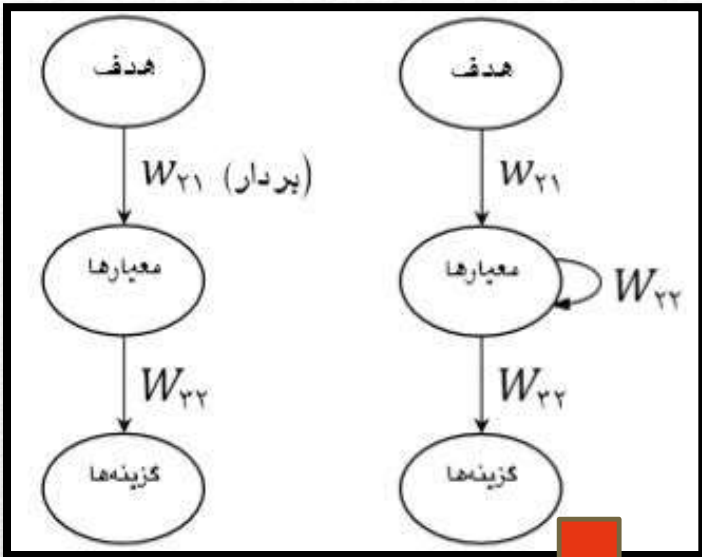 هدف
w۲۱ (بردار)
معیارها
W۳۲
گزینه‌ها
هدف
w۲۱
معیارها
W۲۲
W۳۲
گزینه‌ها